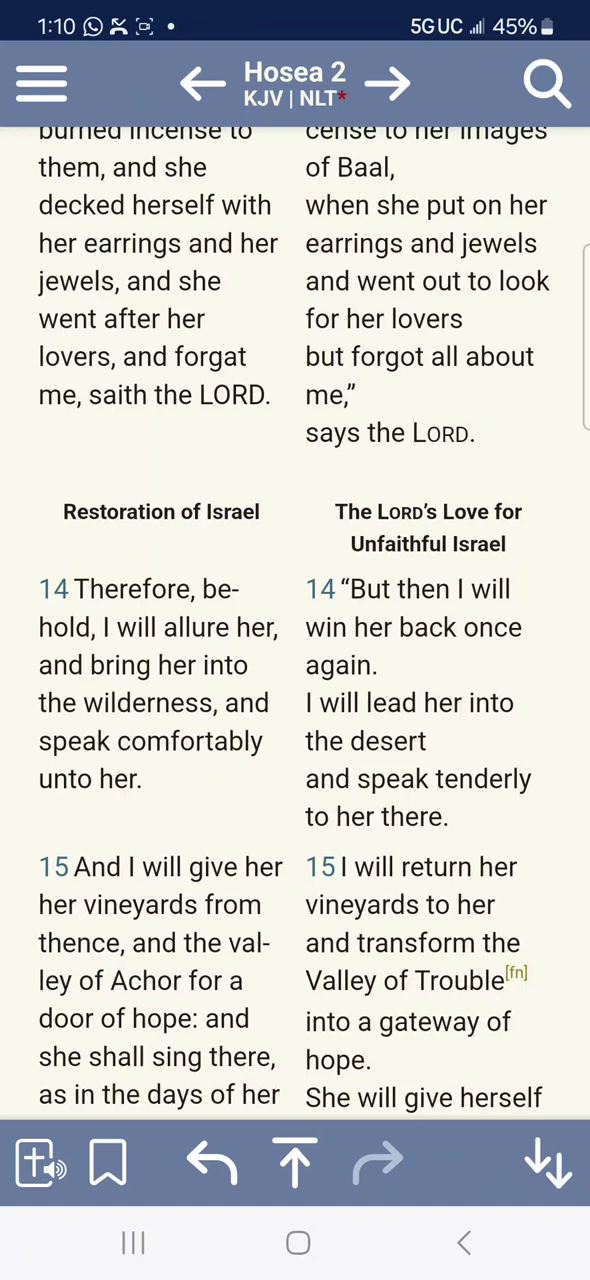 1:10
5G UC 45%
Hosea 2
KJV | NLT*
burned incense to
them, and she
decked herself with
her earrings and her
jewels, and she
went after her
lovers, and forgat
me, saith the LORD.
Restoration of Israel
14 Therefore, be-
hold, I will allure her,
and bring her into
the wilderness, and
speak comfortably
unto her.
15 And I will give her
her vineyards from
thence, and the val-
ley of Achor for a
door of hope: and
she shall sing there,
as in the days of her
cense to her images
of Baal,
when she put on her
earrings and jewels
and went out to look
for her lovers
but forgot all about
me,”
says the LORD.
The LORD’s Love for
Unfaithful Israel
14 “But then I will
win her back once
again.
I will lead her into
the desert
and speak tenderly
to her there.
15 I will return her
vineyards to her
and transform the
Valley of Trouble[fn]
into a gateway of
hope.
She will give herself